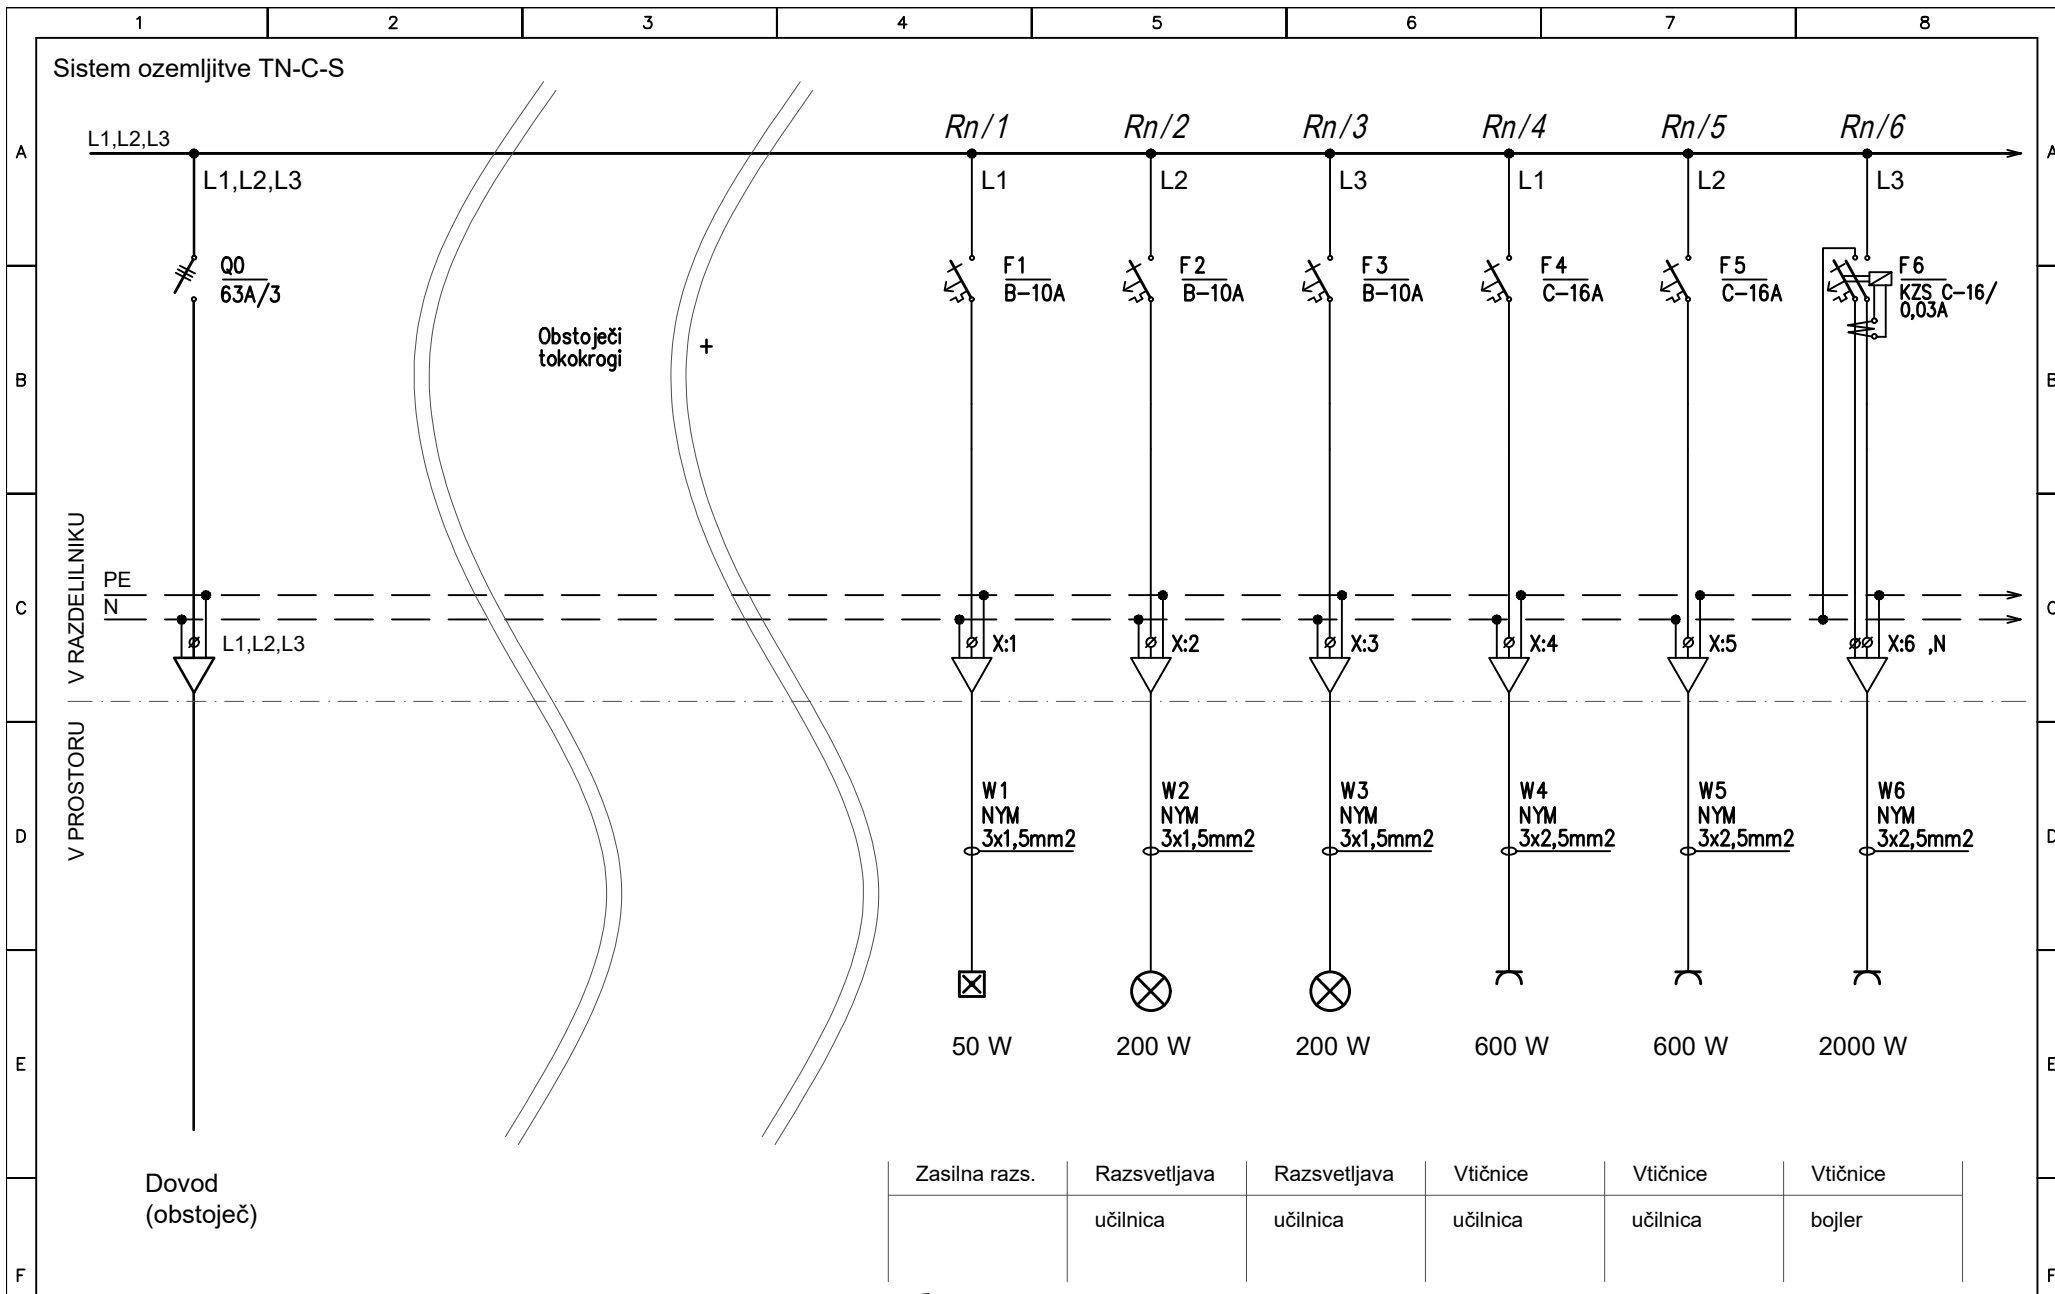 1 2 3 4 5 6 7 8
Sistem ozemljitve TN-C-S
Rn/1 Rn/2 Rn/3 Rn/4 Rn/5 Rn/6
A L1,L2,L3 A
L1,L2,L3 L1 L2 L3 L1 L2 L3
Q0 F1 F2 F3 F4 F5 F6
63A/3 B-10A B-10A B-10A C-16A C-16A KZS C-16/
0,03A
Obstoječi
tokokrogi +
B B
V RAZDELILNIKU
PE
C N C
L1,L2,L3 X:1 X:2 X:3 X:4 X:5 X:6 ,N
V PROSTORU
W1 W2 W3 W4 W5 W6
NYM NYM NYM NYM NYM NYM
D 3x1,5mm2 3x1,5mm2 3x1,5mm2 3x2,5mm2 3x2,5mm2 3x2,5mm2 D
50 W 200 W 200 W 600 W 600 W 2000 W
E E
Zasilna razs. Razsvetljava Razsvetljava Vtičnice Vtičnice Vtičnice
Dovod
(obstoječ)
učilnica učilnica učilnica učilnica bojler
F F